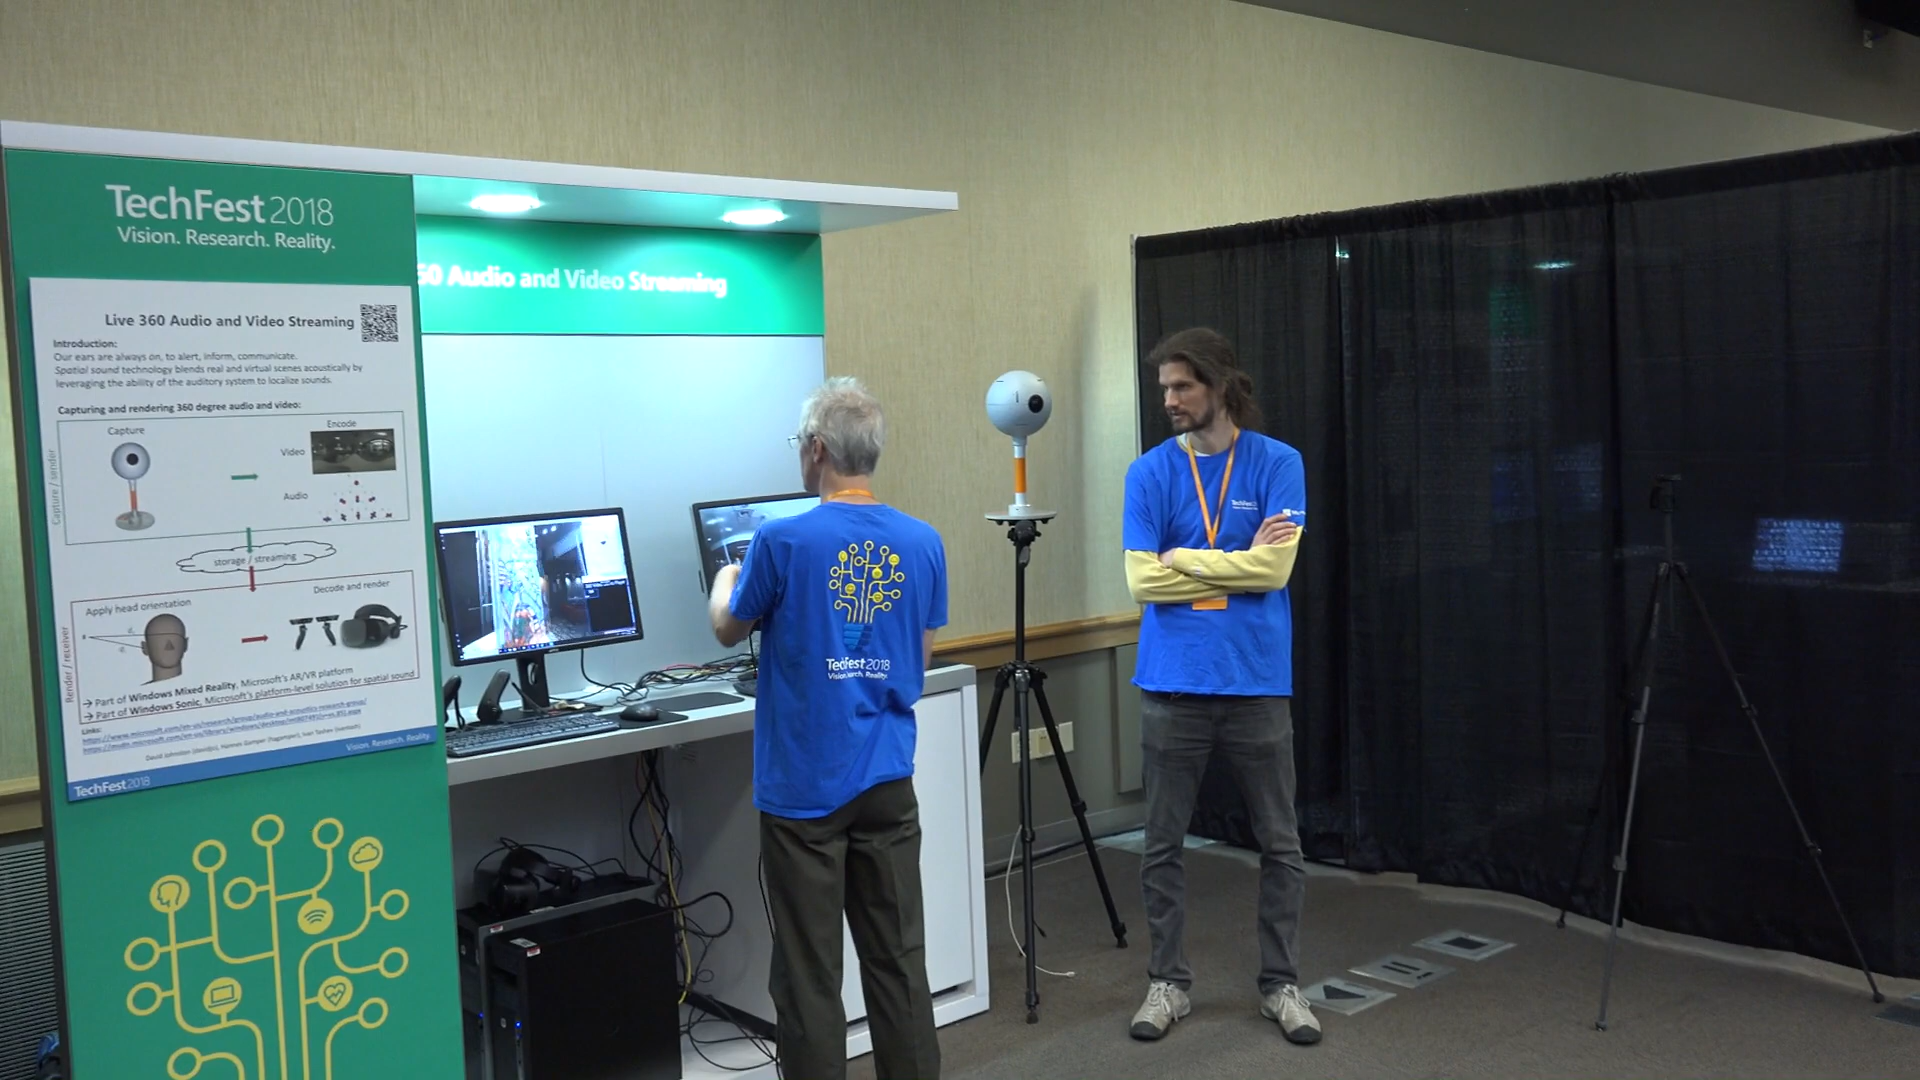 TechFest 2018
Vision. Research. Reality.
60 Audio and Video Streaming
Live 360 Audio and Video Streaming
Introduction:
Our ears are always on, to alert, inform, communicate.
Spatial sound technology blends real and virtual scenes acoustically by
leveraging the ability of the auditory system to localize sounds.
Capturing and rendering 360 degree audio and video:
Capture / sender
Capture
Encode
Video
Audio
storage / streaming
Render / receiver
Apply head orientation
Decode and render
→ Part of Windows Mixed Reality, Microsoft's AR/VR platform
→ Part of Windows Sonic, Microsoft's platform-level solution for spatial sound
Links:
Vision. Research. Reality.
TechFest 2018
TechFest 2018
Vision. Research. Reality.